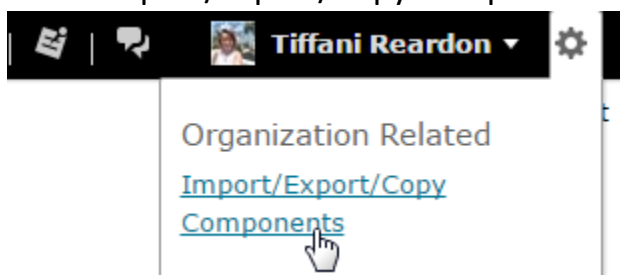 Tiffani Reardon
Organization Related
Import/Export/Copy
Components
t